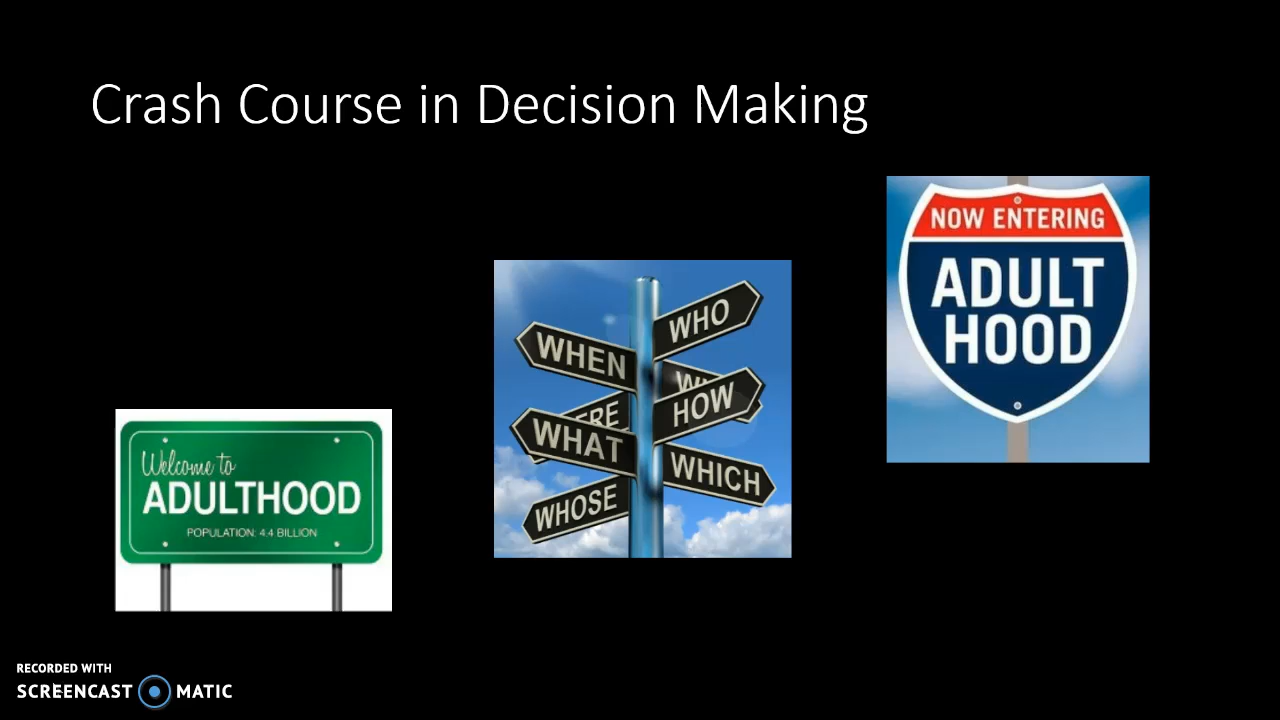 Crash Course in Decision Making
NOW ENTERING
ADULT
HOOD
WHO
WHEN
HOW
WHAT
WHICH
WHOSE
Welcome to
ADULTHOOD
POPULATION: 4.4 BILLION
RECORDED WITH
SCREENCAST MATIC